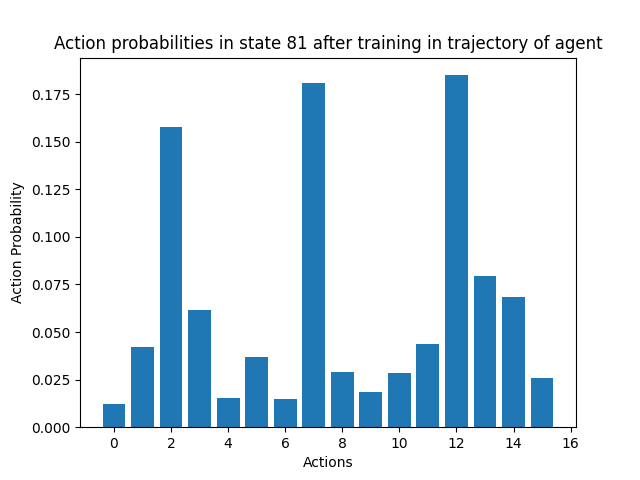 Action probabilities in state 81 after training in trajectory of agent
0.175
0.150
0.125
0.100
0.075
0.050
0.025
0.000
Action Probability
0 2 4 6 8 10 12 14 16
Actions